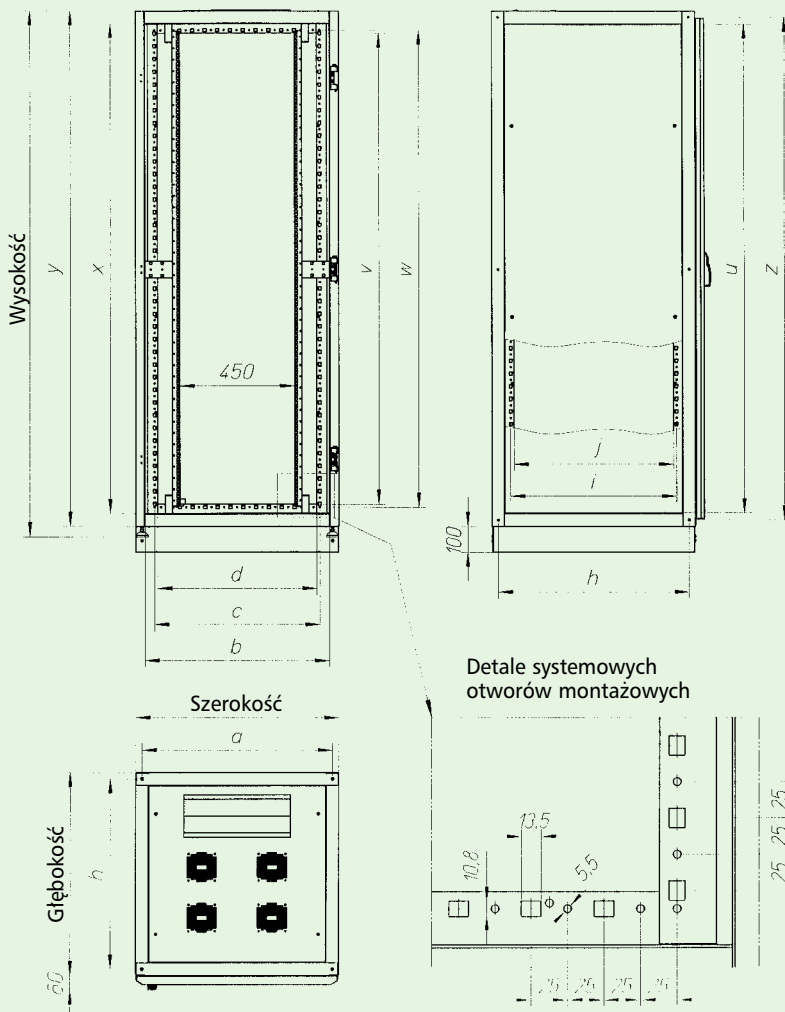 Wysokość
y
x
v
w
450
u
z
j
i
100
h
d
c
b
Szerokość
a
Głębokość
h
60
Detale systemowych
otworów montażowych
13,5
10,8
5,5
25 25 25
25 25 25 25